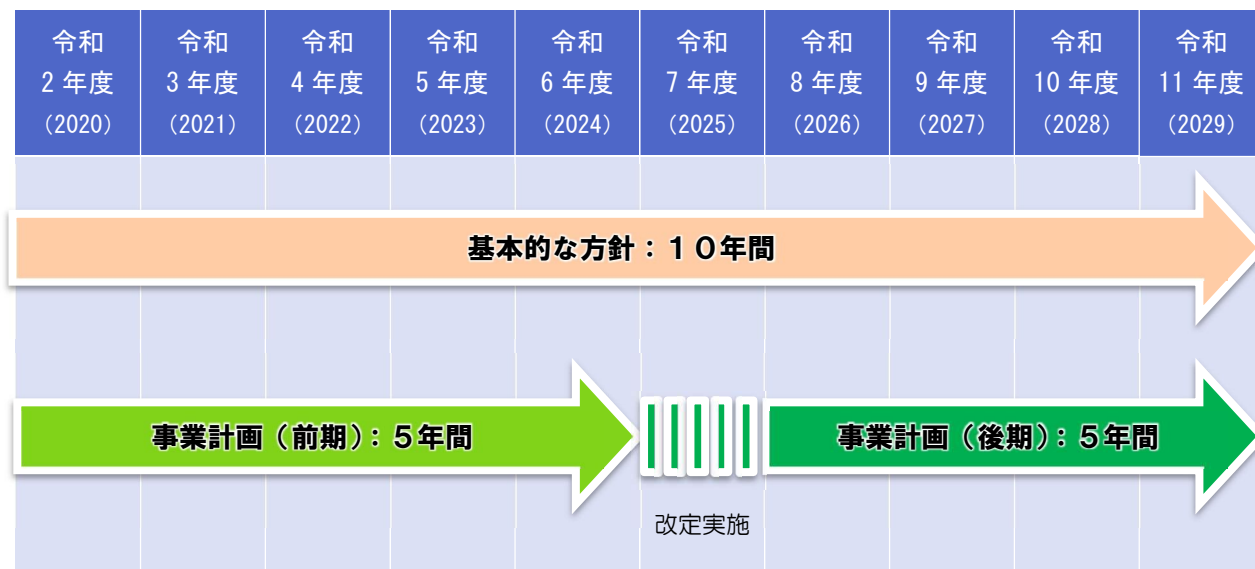 令和 令和 令和 令和 令和 令和 令和 令和 令和 令和
2 年度 3 年度 4 年度 5 年度 6 年度 7 年度 8 年度 9 年度 10 年度 11 年度
（2020） （2021） （2022） （2023） （2024） （2025） （2026） （2027） （2028） （2029）
基本的な方針：１０年間
事業計画（前期）：５年間 事業計画（後期）：５年間
改定実施